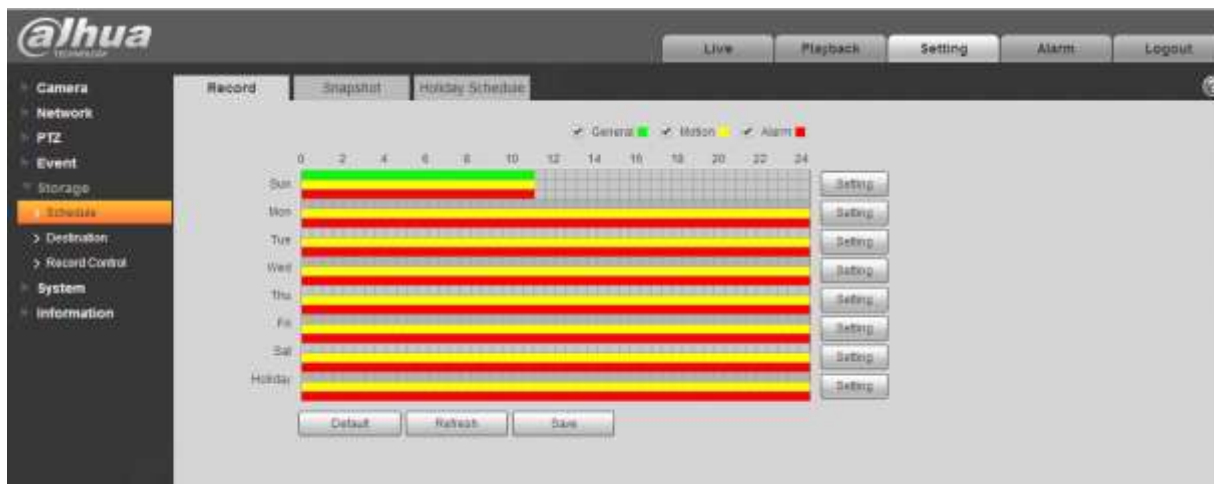 alhua
TECHNOLOGY
Live Playback Setting Alarm Logout
Camera
Network
PTZ
Event
Storage
Schedule
Destination
Record Control
System
Information
Record Snapshot Holiday Schedule
General Motion Alarm
0 2 4 6 8 10 12 14 16 18 20 22 24
Sun Setting
Mon Setting
Tue Setting
Wed Setting
Thu Setting
Fri Setting
Sat Setting
Holiday Setting
Default Refresh Save